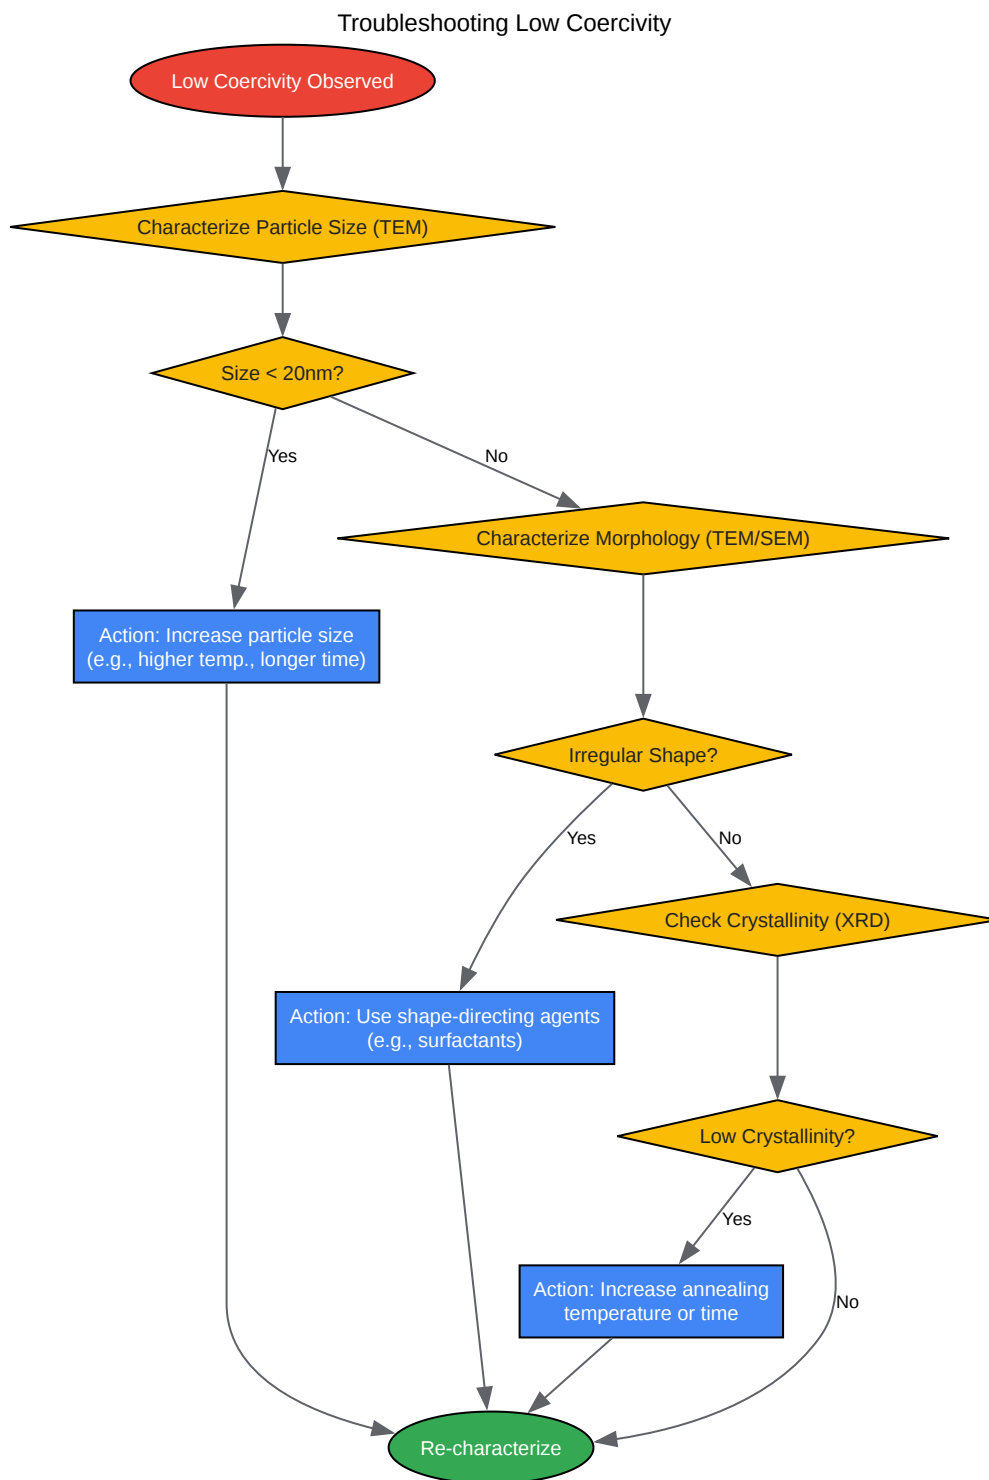 Troubleshooting Low Coercivity
Low Coercivity Observed
Characterize Particle Size (TEM)
Size < 20nm?
Yes
No
Characterize Morphology (TEM/SEM)
Action: Increase particle size
(e.g., higher temp., longer time)
Irregular Shape?
Yes
No
Check Crystallinity (XRD)
Action: Use shape-directing agents
(e.g., surfactants)
Low Crystallinity?
Yes
Action: Increase annealing
temperature or time
No
Re-characterize